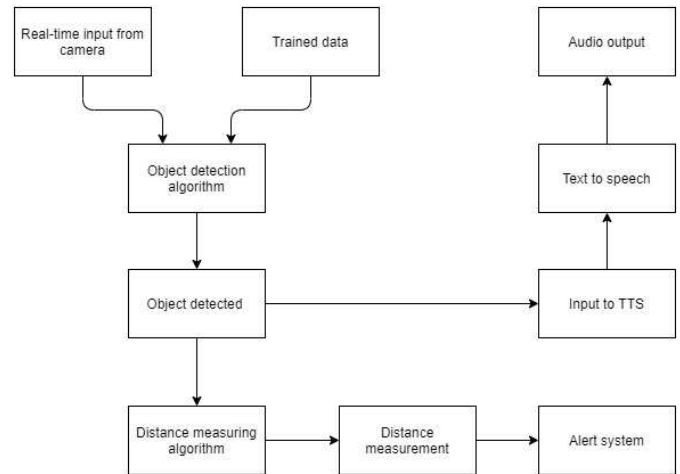 Real-time input from
camera
Trained data
Audio output
Object detection
algorithm
Text to speech
Object detected
Input to TTS
Distance measuring
algorithm
Distance
measurement
Alert system